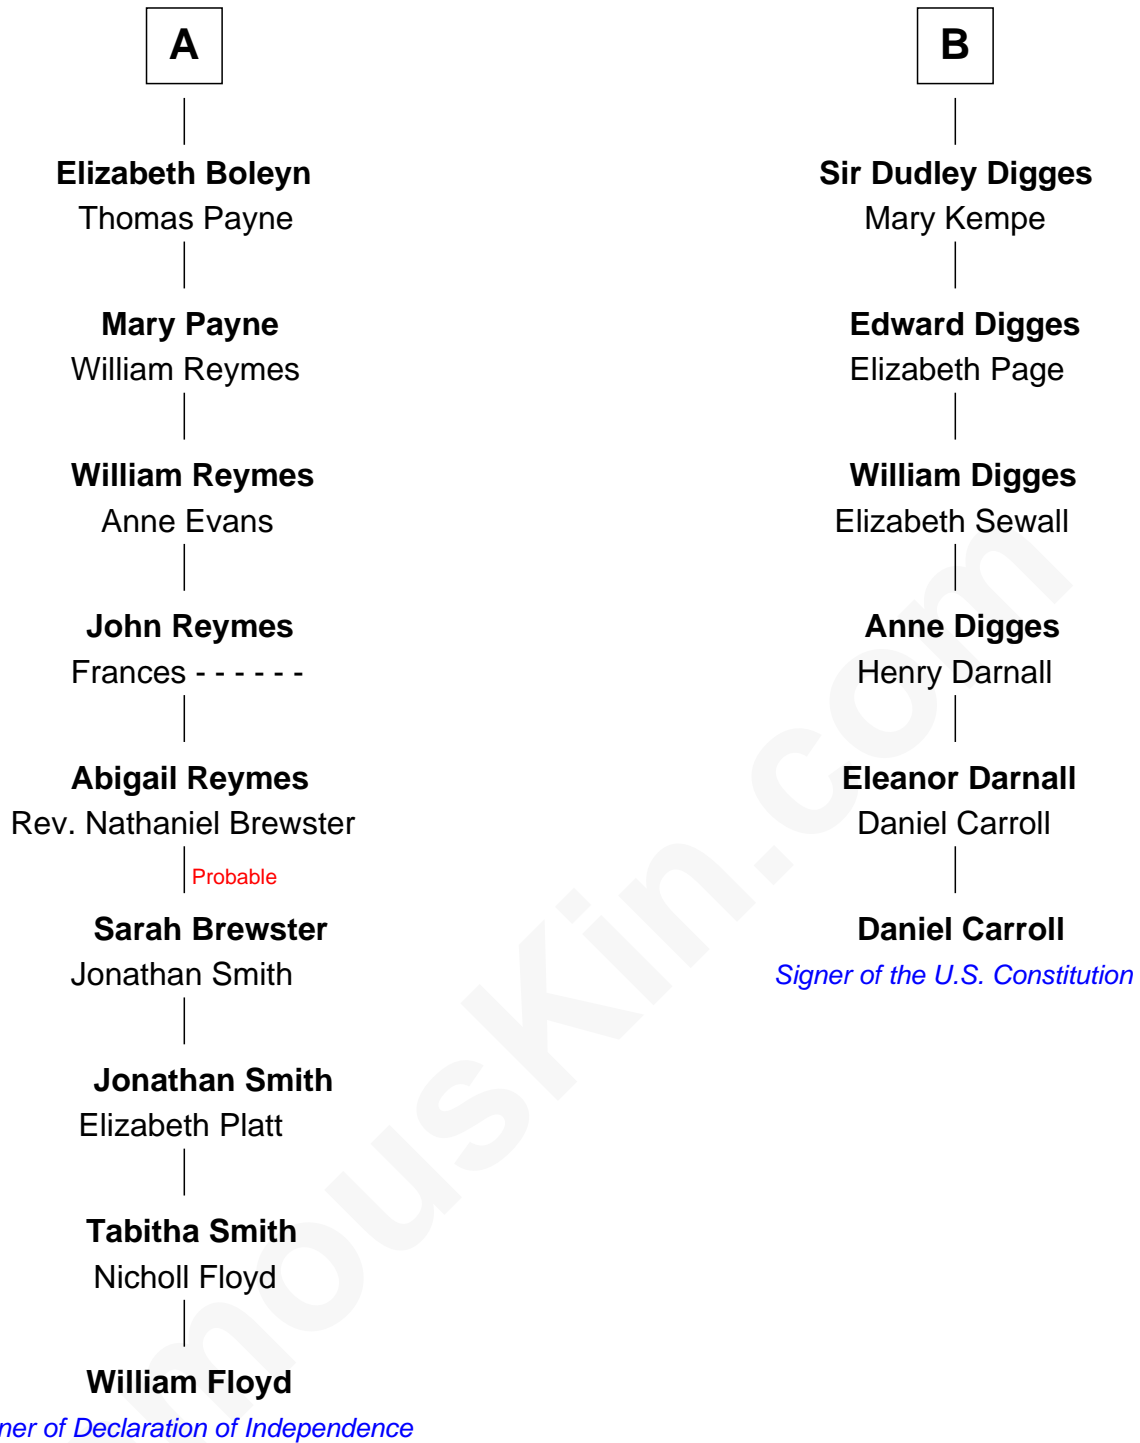 A
Elizabeth Boleyn
Thomas Payne
Mary Payne
William Reymes
William Reymes
Anne Evans
John Reymes
Frances - - - - - -
Abigail Reymes
Rev. Nathaniel Brewster
Probable
Sarah Brewster
Jonathan Smith
Jonathan Smith
Elizabeth Platt
Tabitha Smith
Nicholl Floyd
William Floyd
ner of Declaration of Independence
B
Sir Dudley Digges
Mary Kempe
Edward Digges
Elizabeth Page
William Digges
Elizabeth Sewall
Anne Digges
Henry Darnall
Eleanor Darnall
Daniel Carroll
Daniel Carroll
Signer of the U.S. Constitution
mouskin.com